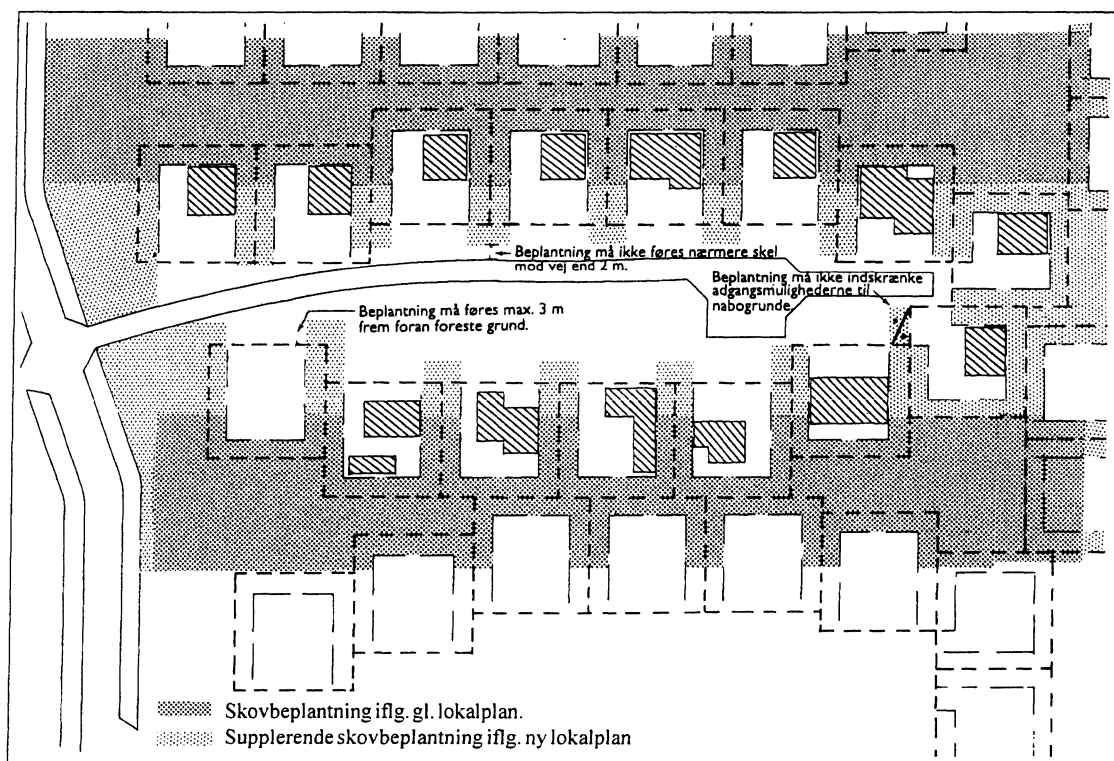 Beplantning må ikke føres nærmere skel
mod vej end 2 m.
Beplantning må ikke indskrænke
adgangsmulighederne til
nabogrunde.
Beplantning må føres max. 3 m
frem foran foreste grund.
Skovbeplantning iflg. gl. lokalplan.
Supplerende skovbeplantning iflg. ny lokalplan